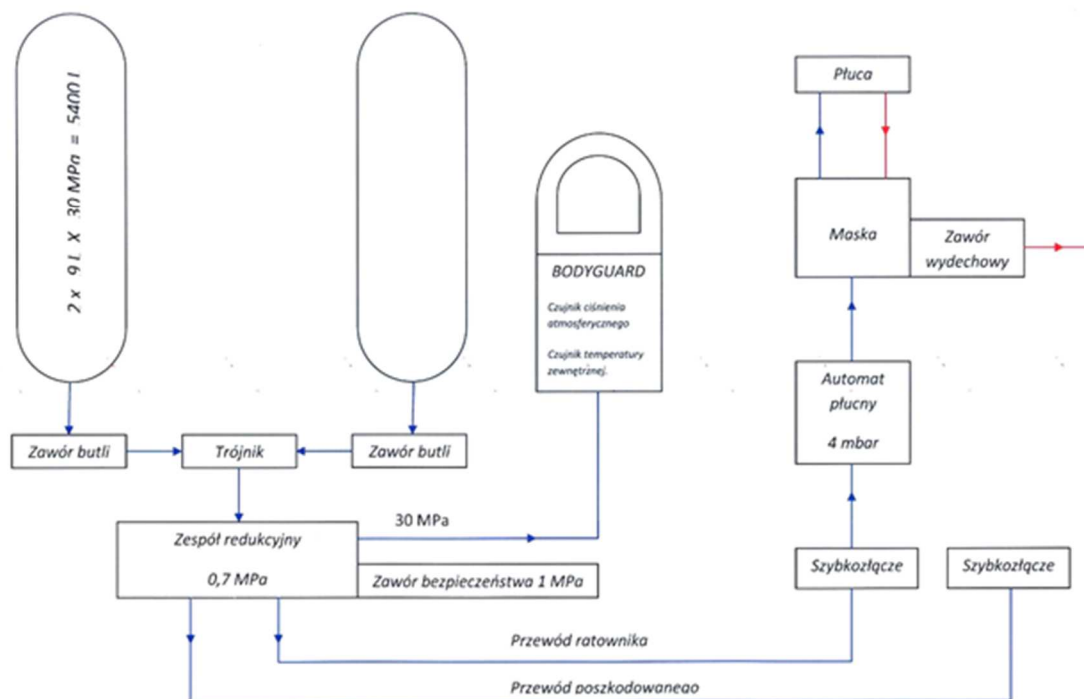 2 x 9 L X 30 MPa = 5400 l
Płuca
Maska
Zawór
wydechowy
BODYGUARD
Czujnik ciśnienia
atmosferycznego
Czujnik temperatury
zewnętrznej.
Automat
płucny
4 mbar
Zawór butli
Trójnik
Zawór butli
30 MPa
Zespół redukcyjny
0,7 MPa
Zawór bezpieczeństwa 1 MPa
Szybkozłącze
Szybkozłącze
Przewód ratownika
Przewód poszkodowanego